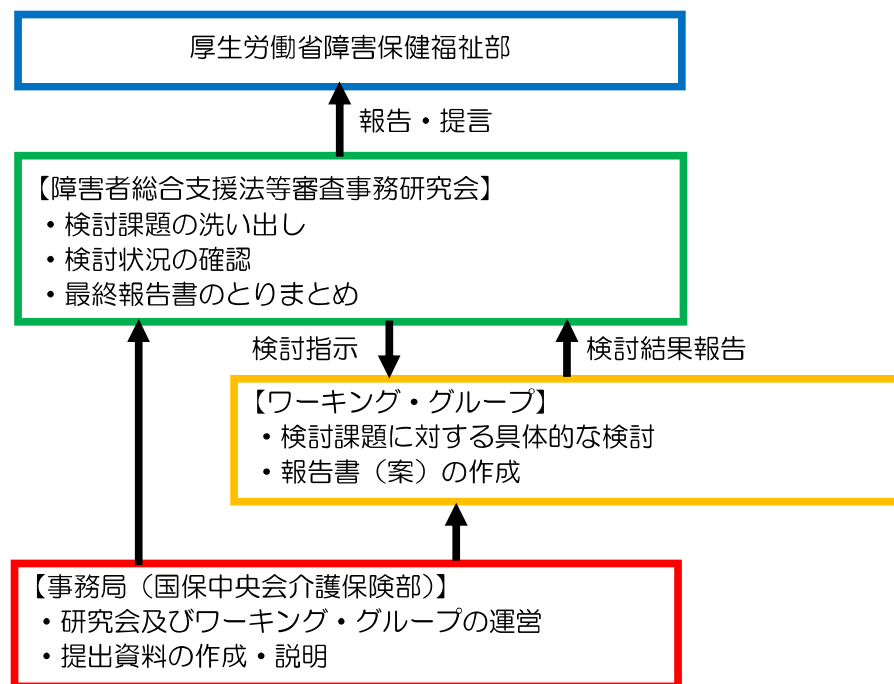 厚生労働省障害保健福祉部
報告・提言
【障害者総合支援法等審査事務研究会】
・検討課題の洗い出し
・検討状況の確認
・最終報告書のとりまとめ
検討指示
検討結果報告
【ワーキング・グループ】
・検討課題に対する具体的な検討
・報告書（案）の作成
【事務局（国保中央会介護保険部）】
・研究会及びワーキング・グループの運営
・提出資料の作成・説明